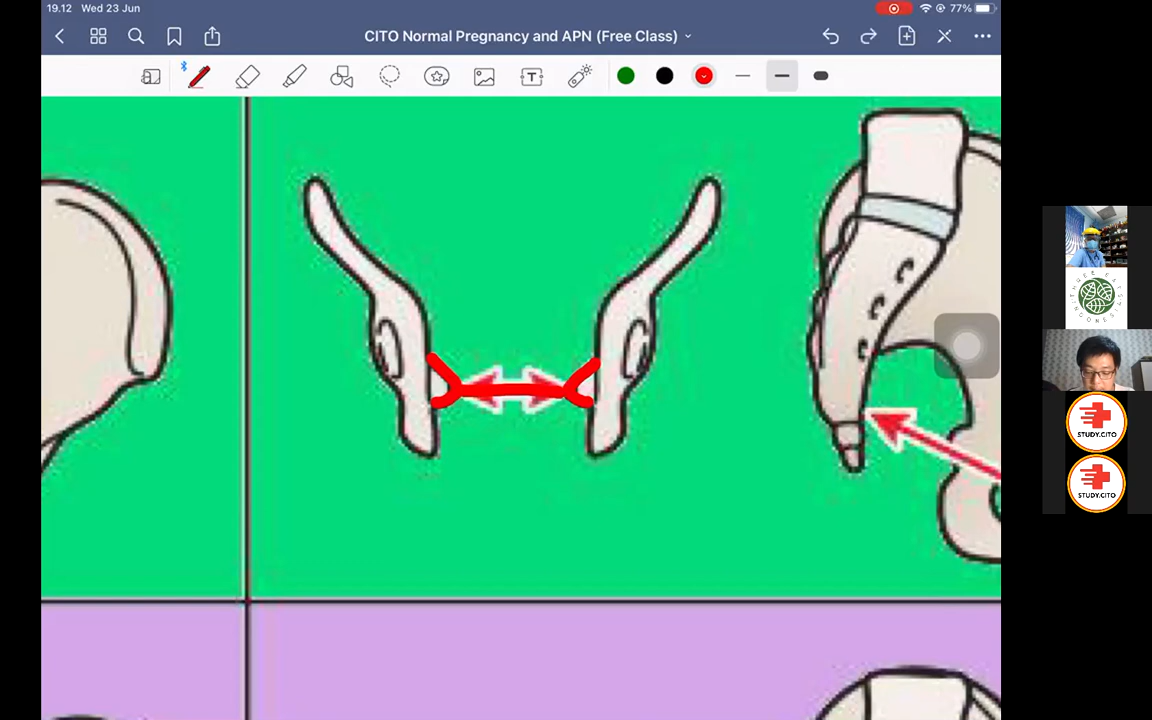 19.12 Wed 23 Jun
77%
CITO Normal Pregnancy and APN (Free Class)
T
STUDY.CITO
STUDY.CITO